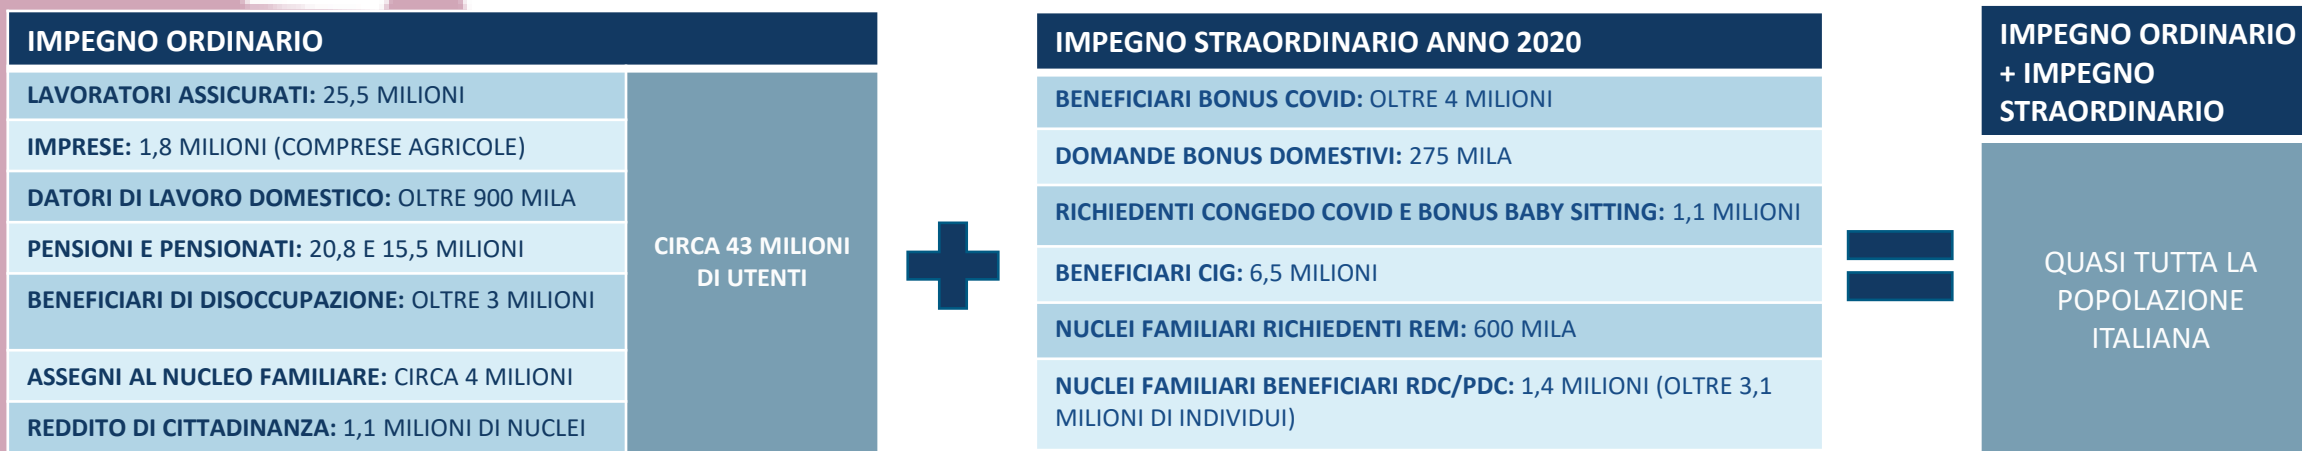 IMPEGNO ORDINARIO
LAVORATORI ASSICURATI: 25,5 MILIONI
IMPRESE: 1,8 MILIONI (COMPRESE AGRICOLE)
DATORI DI LAVORO DOMESTICO: OLTRE 900 MILA
PENSIONI E PENSIONATI: 20,8 E 15,5 MILIONI
BENEFICIARI DI DISOCCUPAZIONE: OLTRE 3 MILIONI
ASSEGNI AL NUCLEO FAMILIARE: CIRCA 4 MILIONI
REDDITO DI CITTADINANZA: 1,1 MILIONI DI NUCLEI
CIRCA 43 MILIONI
DI UTENTI
IMPEGNO STRAORDINARIO ANNO 2020
BENEFICIARI BONUS COVID: OLTRE 4 MILIONI
DOMANDE BONUS DOMESTIVI: 275 MILA
RICHIEDENTI CONGEDO COVID E BONUS BABY SITTING: 1,1 MILIONI
BENEFICIARI CIG: 6,5 MILIONI
NUCLEI FAMILIARI RICHIEDENTI REM: 600 MILA
NUCLEI FAMILIARI BENEFICIARI RDC/PDC: 1,4 MILIONI (OLTRE 3,1
MILIONI DI INDIVIDUI)
IMPEGNO ORDINARIO
+ IMPEGNO
STRAORDINARIO
QUASI TUTTA LA
POPOLAZIONE
ITALIANA